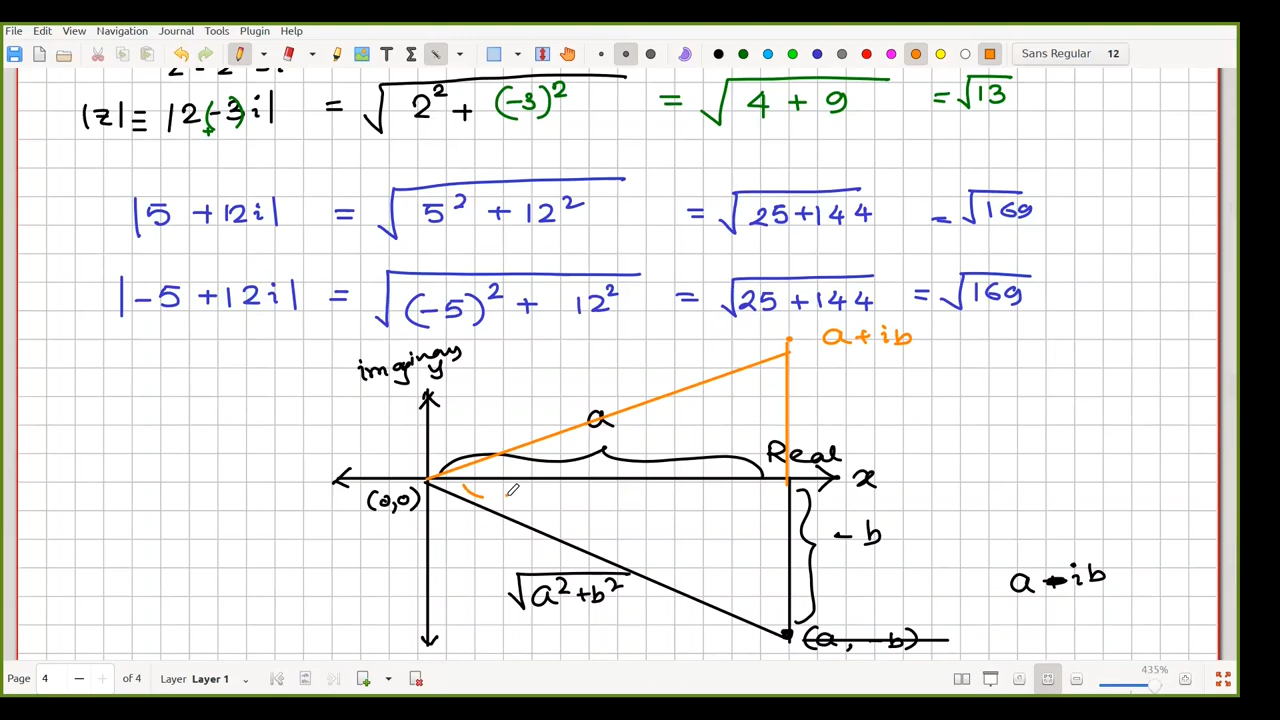 File Edit View Navigation Journal Tools Plugin Help
Sans Regular 12
|z| ≡ |2(-3)i| = √(2² + (-3)²) = √(4 + 9) = √13
|5 + 12i| = √(5² + 12²) = √(25+144) = √169
|-5 + 12i| = √((-5)² + 12²) = √(25+144) = √169
a+ib
imginary
y
a
Real
x
(0,0)
- b
√(a²+b²)
a - ib
(a, -b)
Page 4 of 4 Layer Layer 1 435%